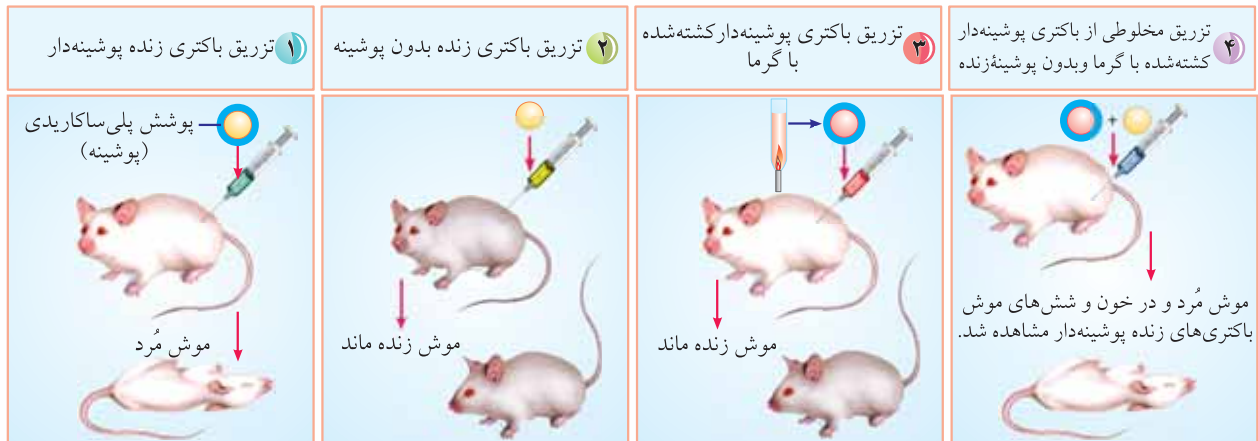 ۱ تزریق باکتری زنده پوشینه‌دار
پوشش پلی‌ساکاریدی
(پوشینه)
موش مُرد
۲ تزریق باکتری زنده بدون پوشینه
موش زنده ماند
۳ تزریق باکتری پوشینه‌دار کشته‌شده
با گرما
موش زنده ماند
۴ تزریق مخلوطی از باکتری پوشینه‌دار
کشته‌شده با گرما وبدون پوشینهٔ زنده
+
موش مُرد و در خون و شش‌های موش
باکتری‌های زنده پوشینه‌دار مشاهده شد.